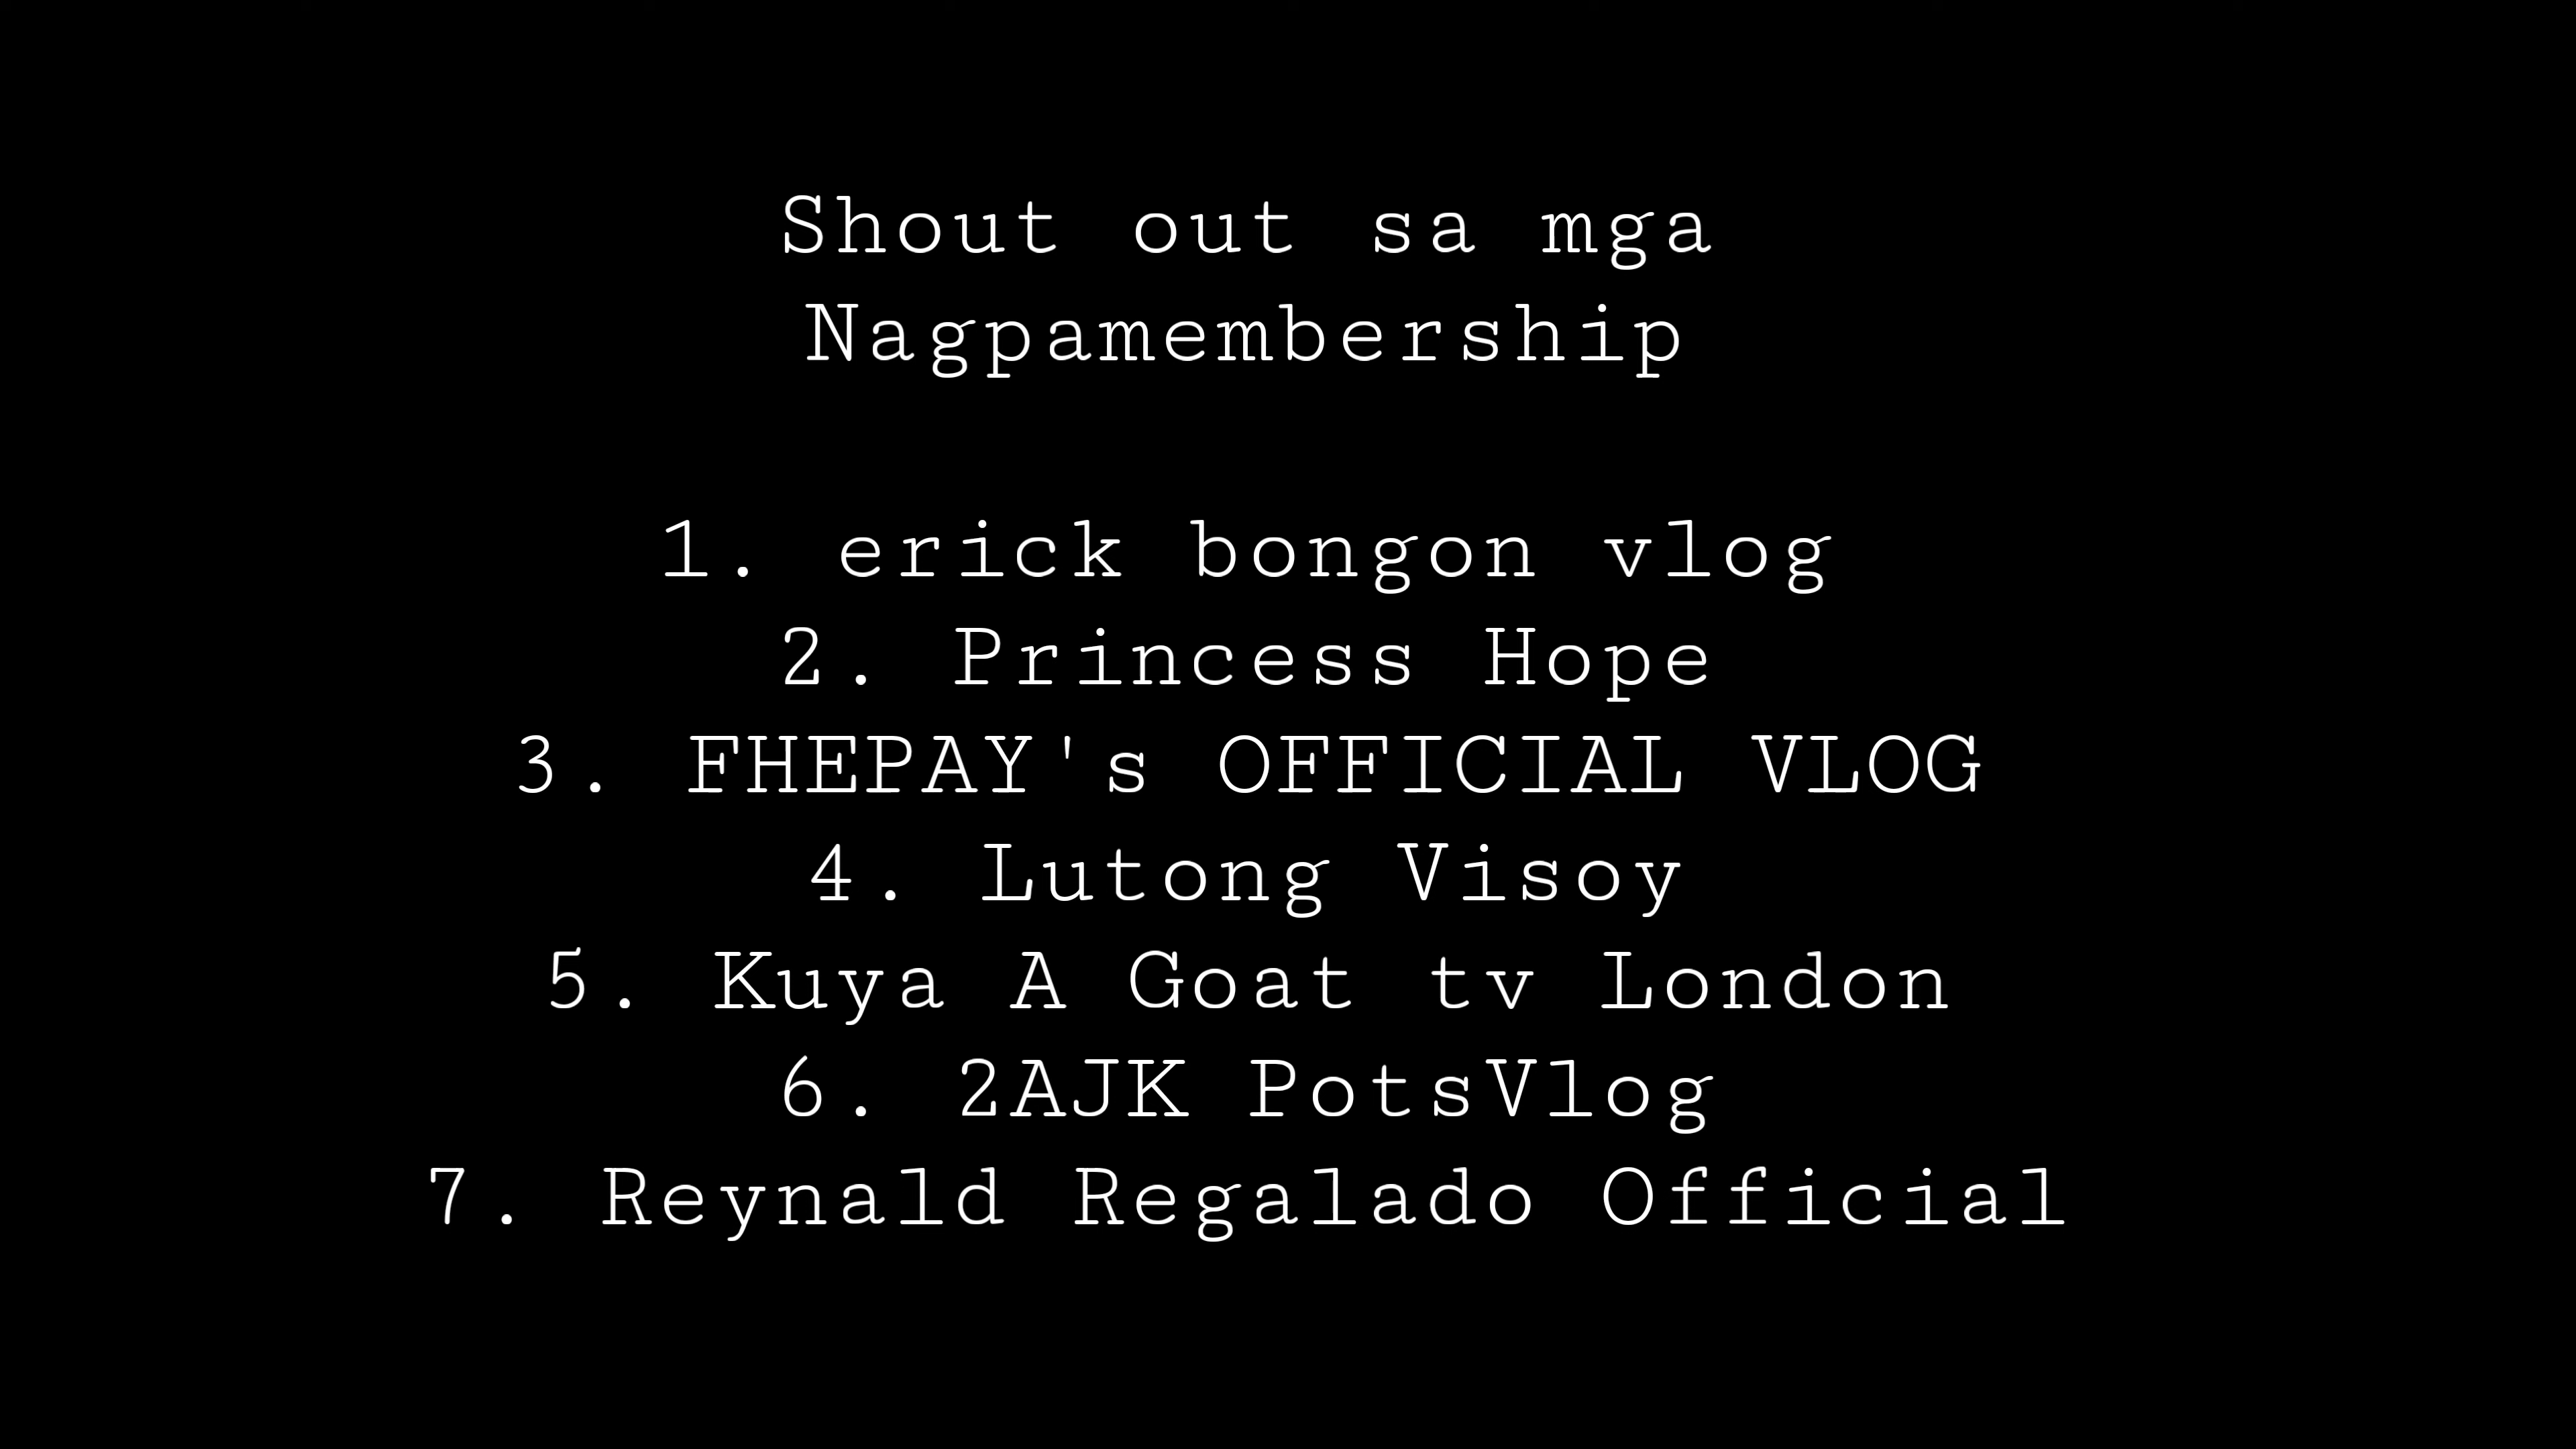 Shout out sa mga
Nagpamembership
1. erick bongon vlog
2. Princess Hope
3. FHEPAY's OFFICIAL VLOG
4. Lutong Visoy
5. Kuya A Goat tv London
6. 2AJK PotsVlog
7. Reynald Regalado Official